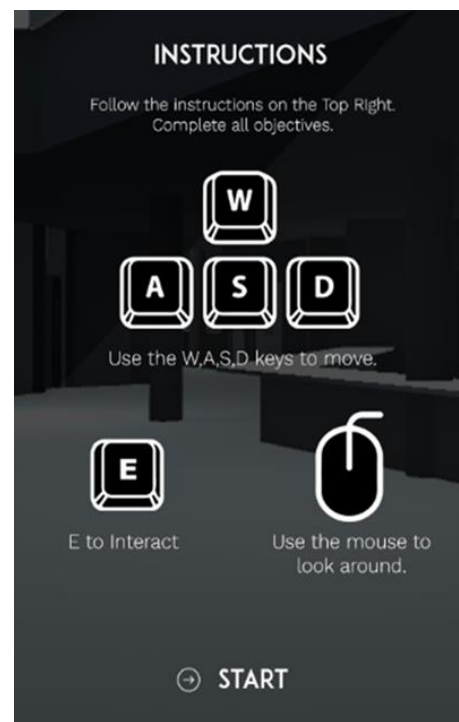 INSTRUCTIONS
Follow the instructions on the Top Right.
Complete all objectives.
W
A S D
Use the W,A,S,D keys to move.
E
E to Interact
Use the mouse to
look around.
START